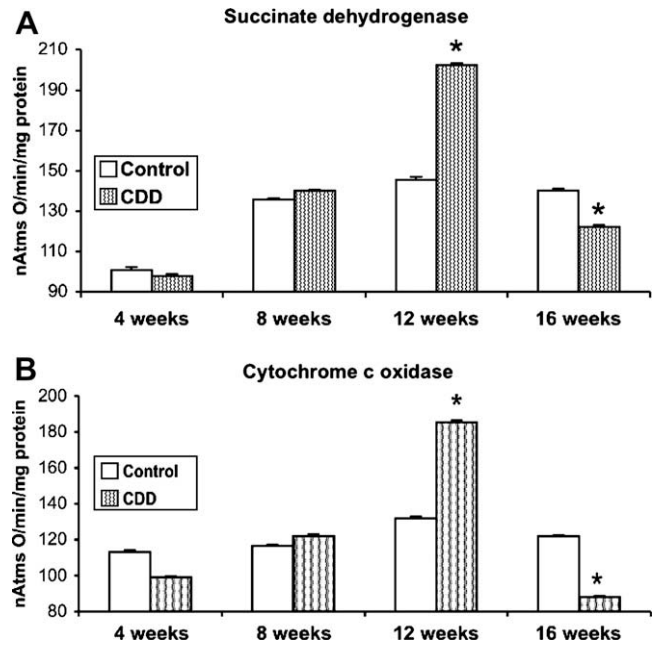 A
Succinate dehydrogenase
nAtms O/min/mg protein
210
190
170
150
130
110
90
Control
CDD
*
*
4 weeks 8 weeks 12 weeks 16 weeks
B
Cytochrome c oxidase
nAtms O/min/mg protein
200
180
160
140
120
100
80
Control
CDD
*
*
4 weeks 8 weeks 12 weeks 16 weeks